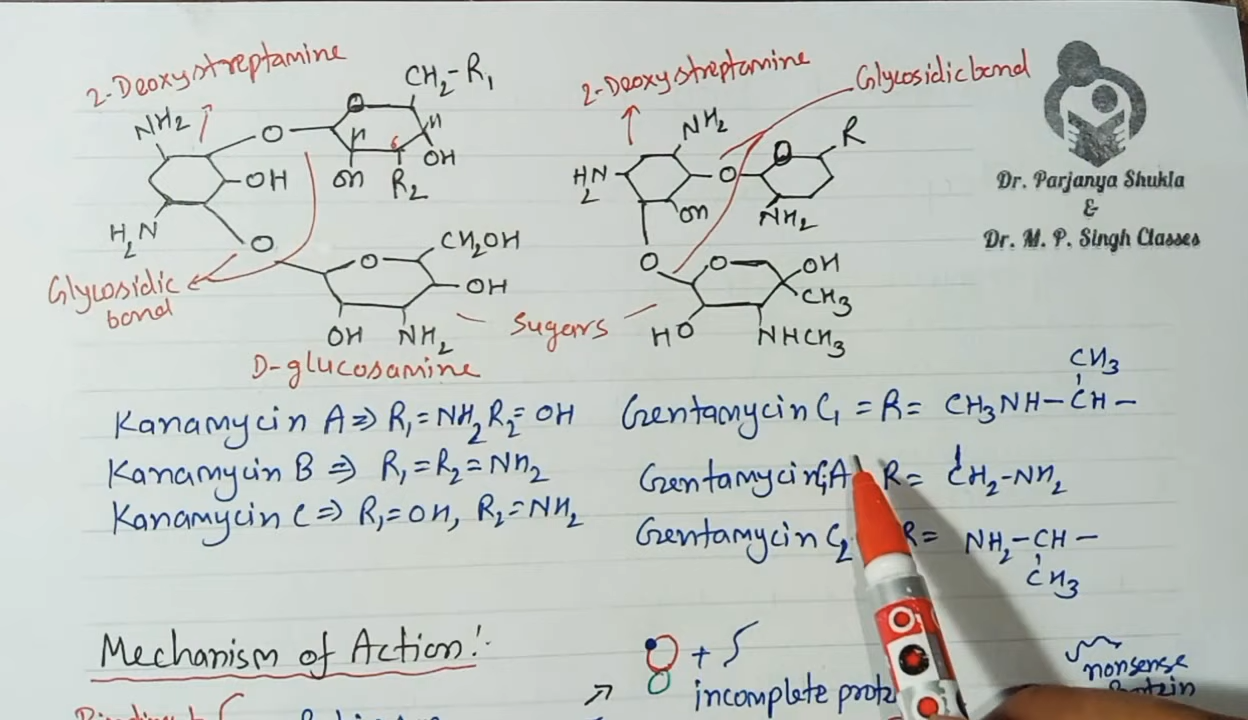 2-Deoxystreptamine
CH2-R1
NH2
O
O
OH
OH
OH
R2
H2N
O
Glycosidic
bond
O
CH2OH
OH
OH
NH2
D-glucosamine
Sugars
2-Deoxystreptamine
Glycosidic bond
NH2
R
O
H2N
O
OH
NH2
O
O
OH
CH3
HO
NHCH3
Dr. Parjanya Shukla
&
Dr. M. P. Singh Classes
Kanamycin A => R1=NH2 R2=OH
Kanamycin B => R1=R2=NH2
Kanamycin C => R1=OH, R2=NH2
CH3
Gentamycin C1 = R= CH3NH-CH-
Gentamycin C1A R= CH2-NH2
Gentamycin C2 R= NH2-CH-
CH3
Mechanism of Action:-
+
incomplete
nonsense